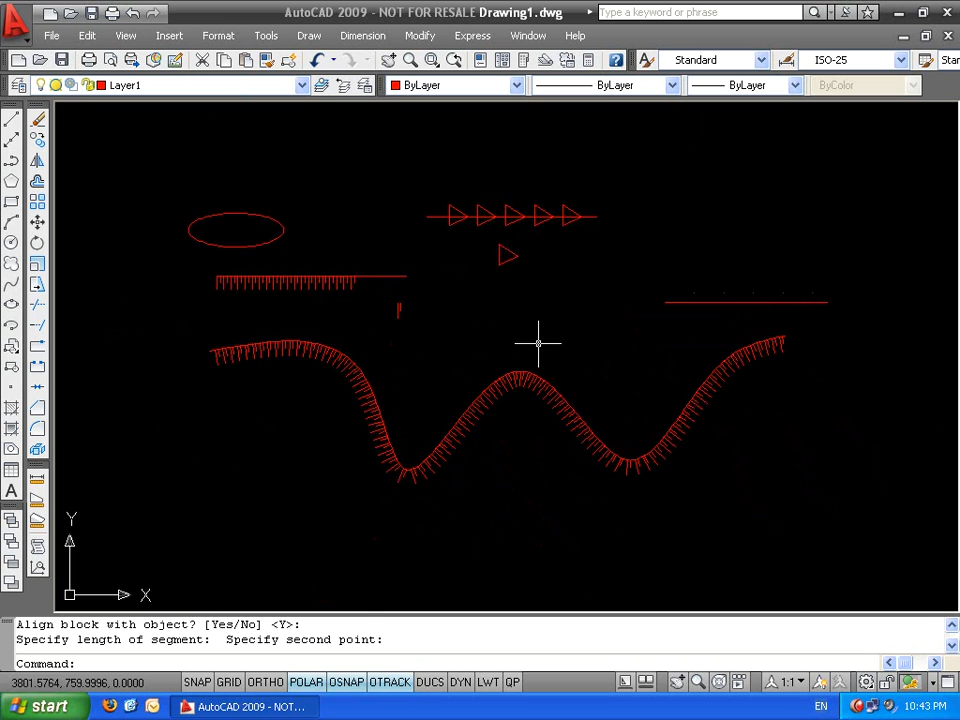 AutoCAD 2009 - NOT FOR RESALE Drawing1.dwg
Type a keyword or phrase
File Edit View Insert Format Tools Draw Dimension Modify Express Window Help
Standard ISO-25 Stan
Layer1 ByLayer ByLayer ByLayer ByColor
A
Y
X
Align block with object? [Yes/No] <Y>:
Specify length of segment: Specify second point:
Command:
3801.5764, 759.9996, 0.0000 SNAP GRID ORTHO POLAR OSNAP OTRACK DUCS DYN LWT QP 1:1
start AutoCAD 2009 - NOT... EN 10:43 PM